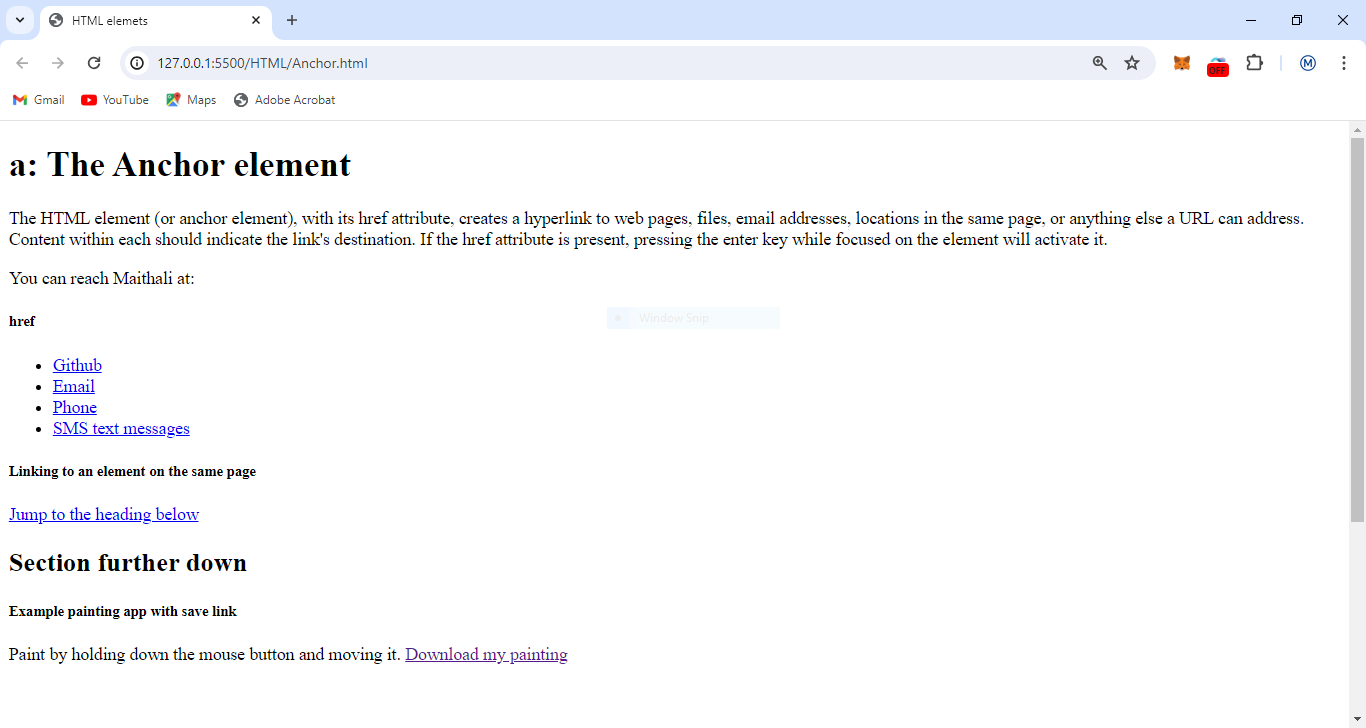 HTML elemets
127.0.0.1:5500/HTML/Anchor.html
OFF
M
Gmail YouTube Maps Adobe Acrobat
a: The Anchor element
The HTML element (or anchor element), with its href attribute, creates a hyperlink to web pages, files, email addresses, locations in the same page, or anything else a URL can address.
Content within each should indicate the link's destination. If the href attribute is present, pressing the enter key while focused on the element will activate it.
You can reach Maithali at:
Window Snip
href
Github
Email
Phone
SMS text messages
Linking to an element on the same page
Jump to the heading below
Section further down
Example painting app with save link
Paint by holding down the mouse button and moving it. Download my painting